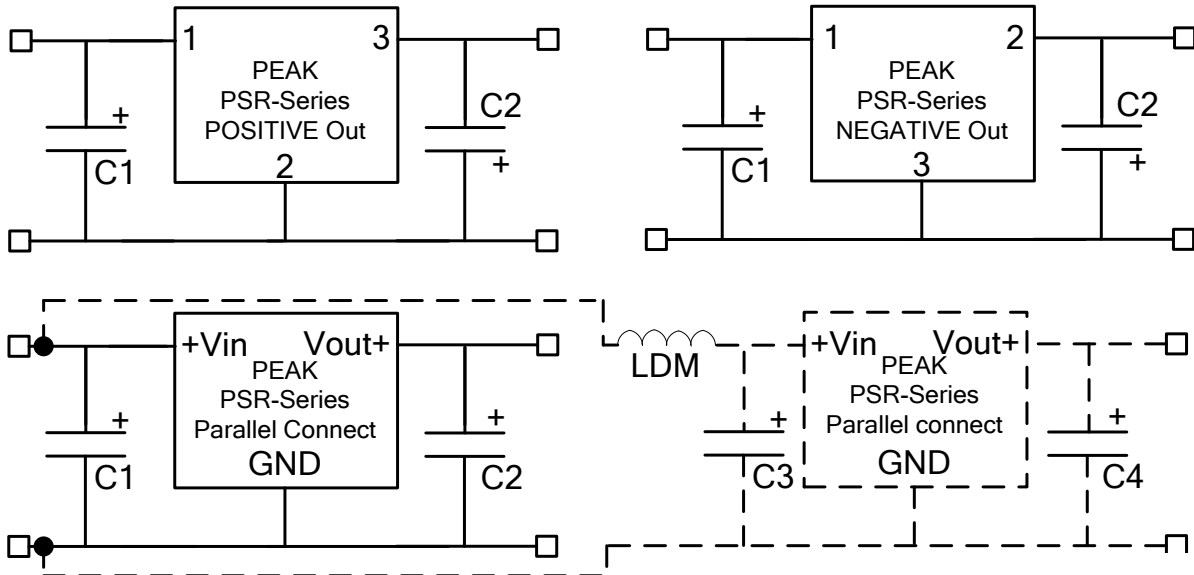 1 3
PEAK
PSR-Series
POSITIVE Out
2
+
C1
C2
+
1 2
PEAK
PSR-Series
NEGATIVE Out
3
+
C1
C2
+
+Vin Vout+
PEAK
PSR-Series
Parallel Connect
GND
+
C1
+
C2
LDM
+Vin Vout+
PEAK
PSR-Series
Parallel connect
GND
+
C3
+
C4